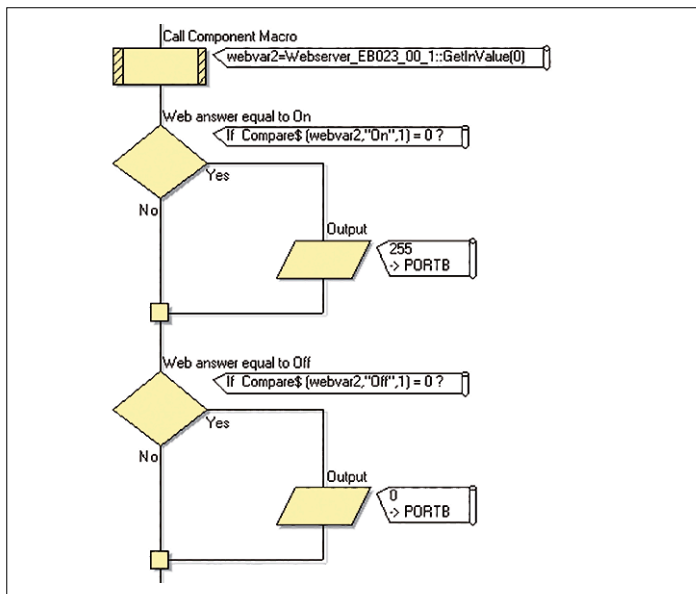 Call Component Macro
webvar2=Webserver_EB023_00_1::GetInValue(0)
Web answer equal to On
If Compare$ (webvar2,"On",1) = 0 ?
Yes
No
Output
255
-> PORTB
Web answer equal to Off
If Compare$ (webvar2,"Off",1) = 0 ?
Yes
No
Output
0
-> PORTB